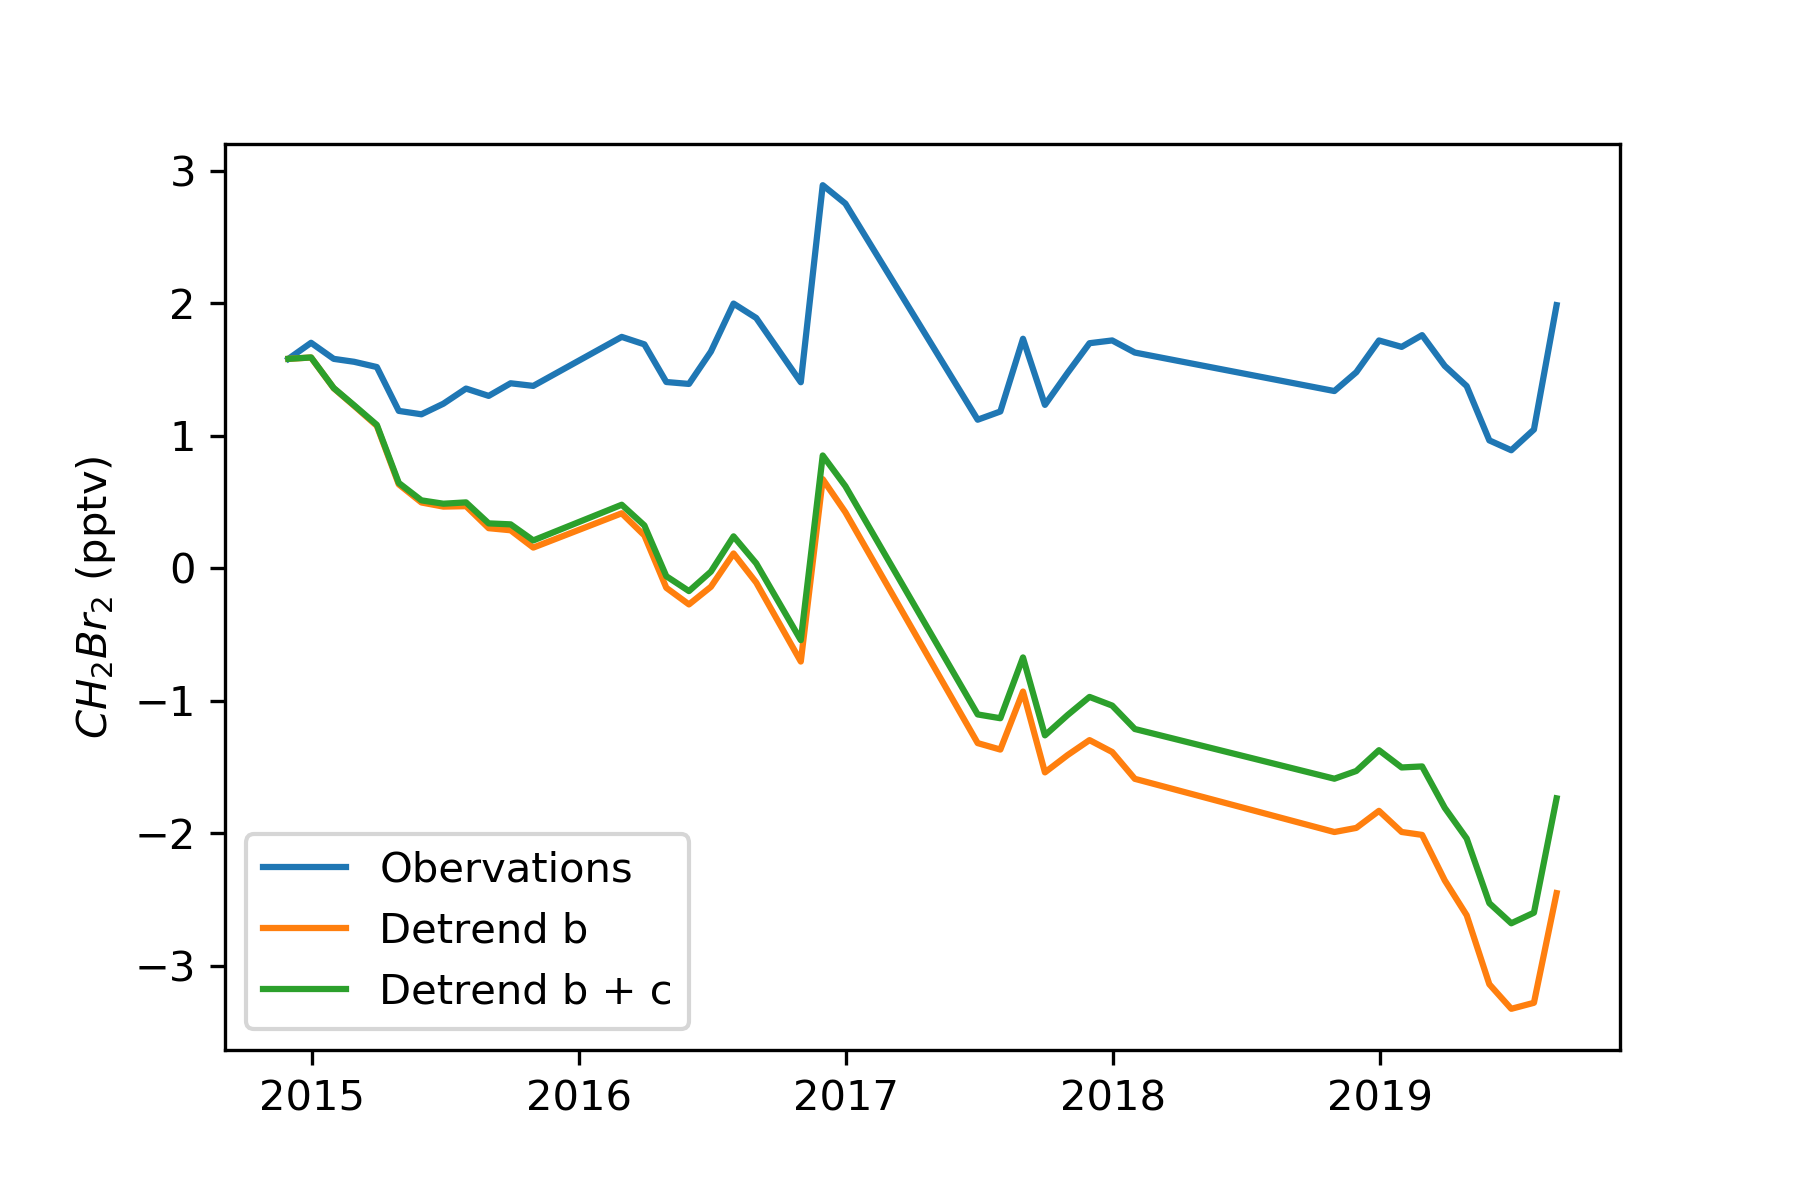 3
2
1
0
−1
−2
−3
CH₂Br₂ (pptv)
Obervations
Detrend b
Detrend b + c
2015 2016 2017 2018 2019